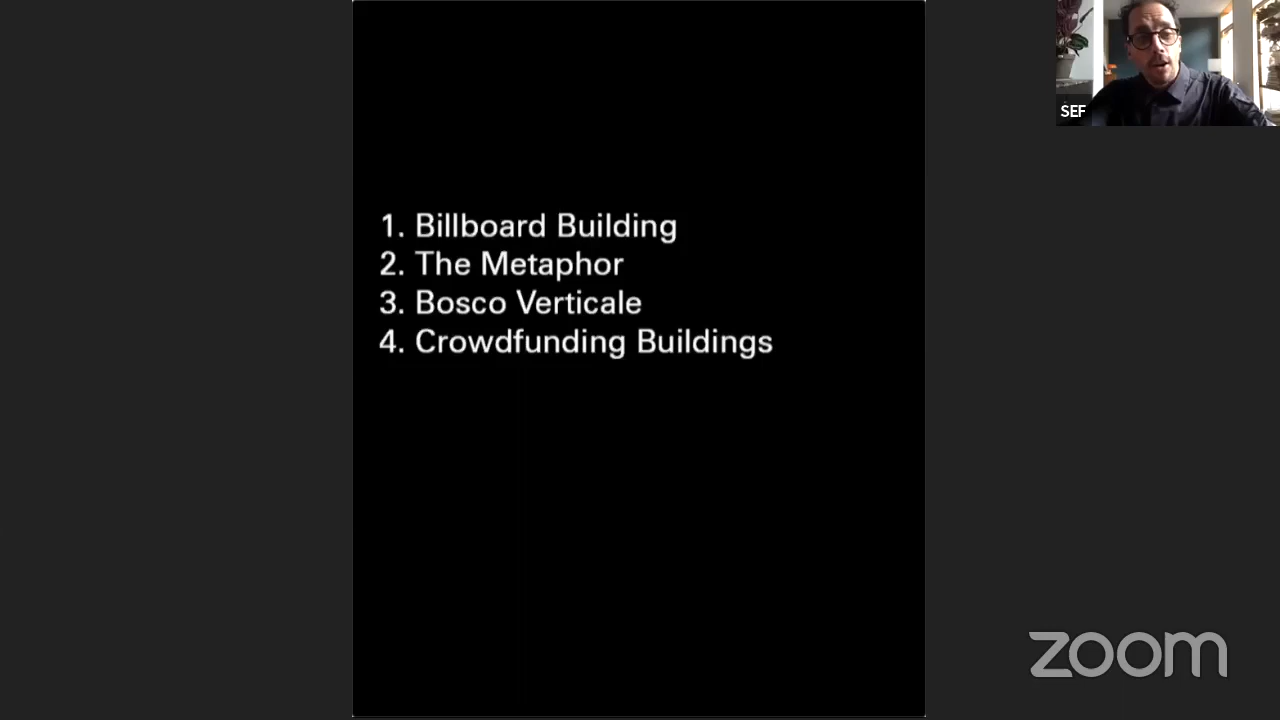 SEF
1. Billboard Building
2. The Metaphor
3. Bosco Verticale
4. Crowdfunding Buildings
zoom